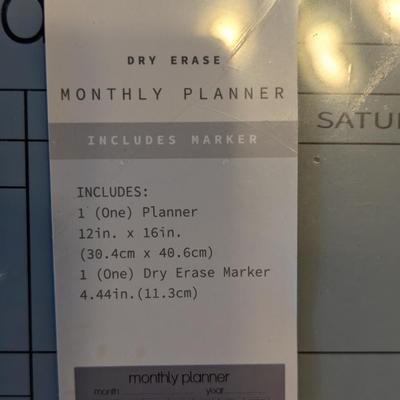 DRY ERASE
MONTHLY PLANNER
INCLUDES MARKER
SATU
INCLUDES:
1 (One) Planner
12in. x 16in.
(30.4cm x 40.6cm)
1 (One) Dry Erase Marker
4.44in.(11.3cm)
monthly planner
month
year